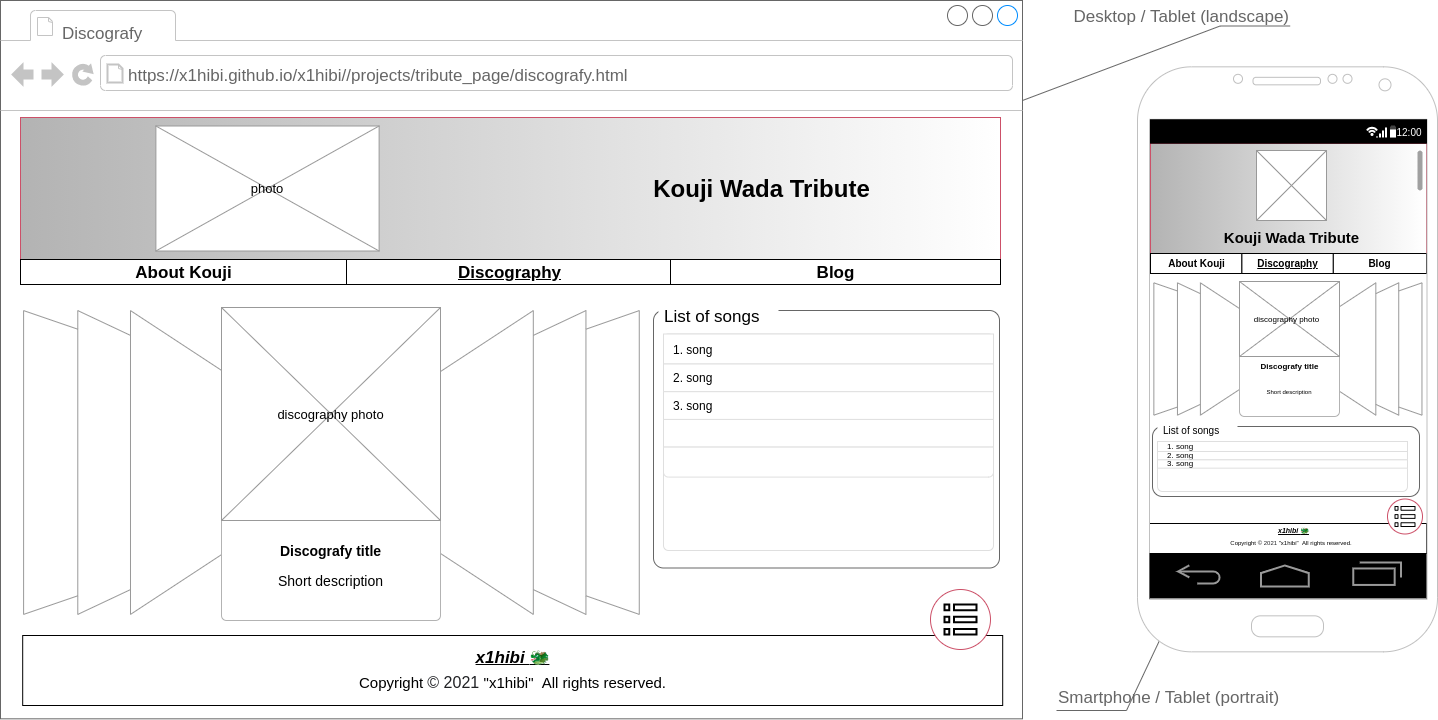 Discografy
https://x1hibi.github.io/x1hibi//projects/tribute_page/discografy.html
photo
Kouji Wada Tribute
About Kouji
Discography
Blog
discography photo
Discografy title
Short description
List of songs
1. song
2. song
3. song
x1hibi 🐲
Copyright © 2021 "x1hibi"  All rights reserved.
Desktop / Tablet (landscape)
12:00
Kouji Wada Tribute
About Kouji
Discography
Blog
discography photo
Discografy title
Short description
List of songs
1. song
2. song
3. song
x1hibi 🐲
Copyright © 2021 "x1hibi"  All rights reserved.
Smartphone / Tablet (portrait)